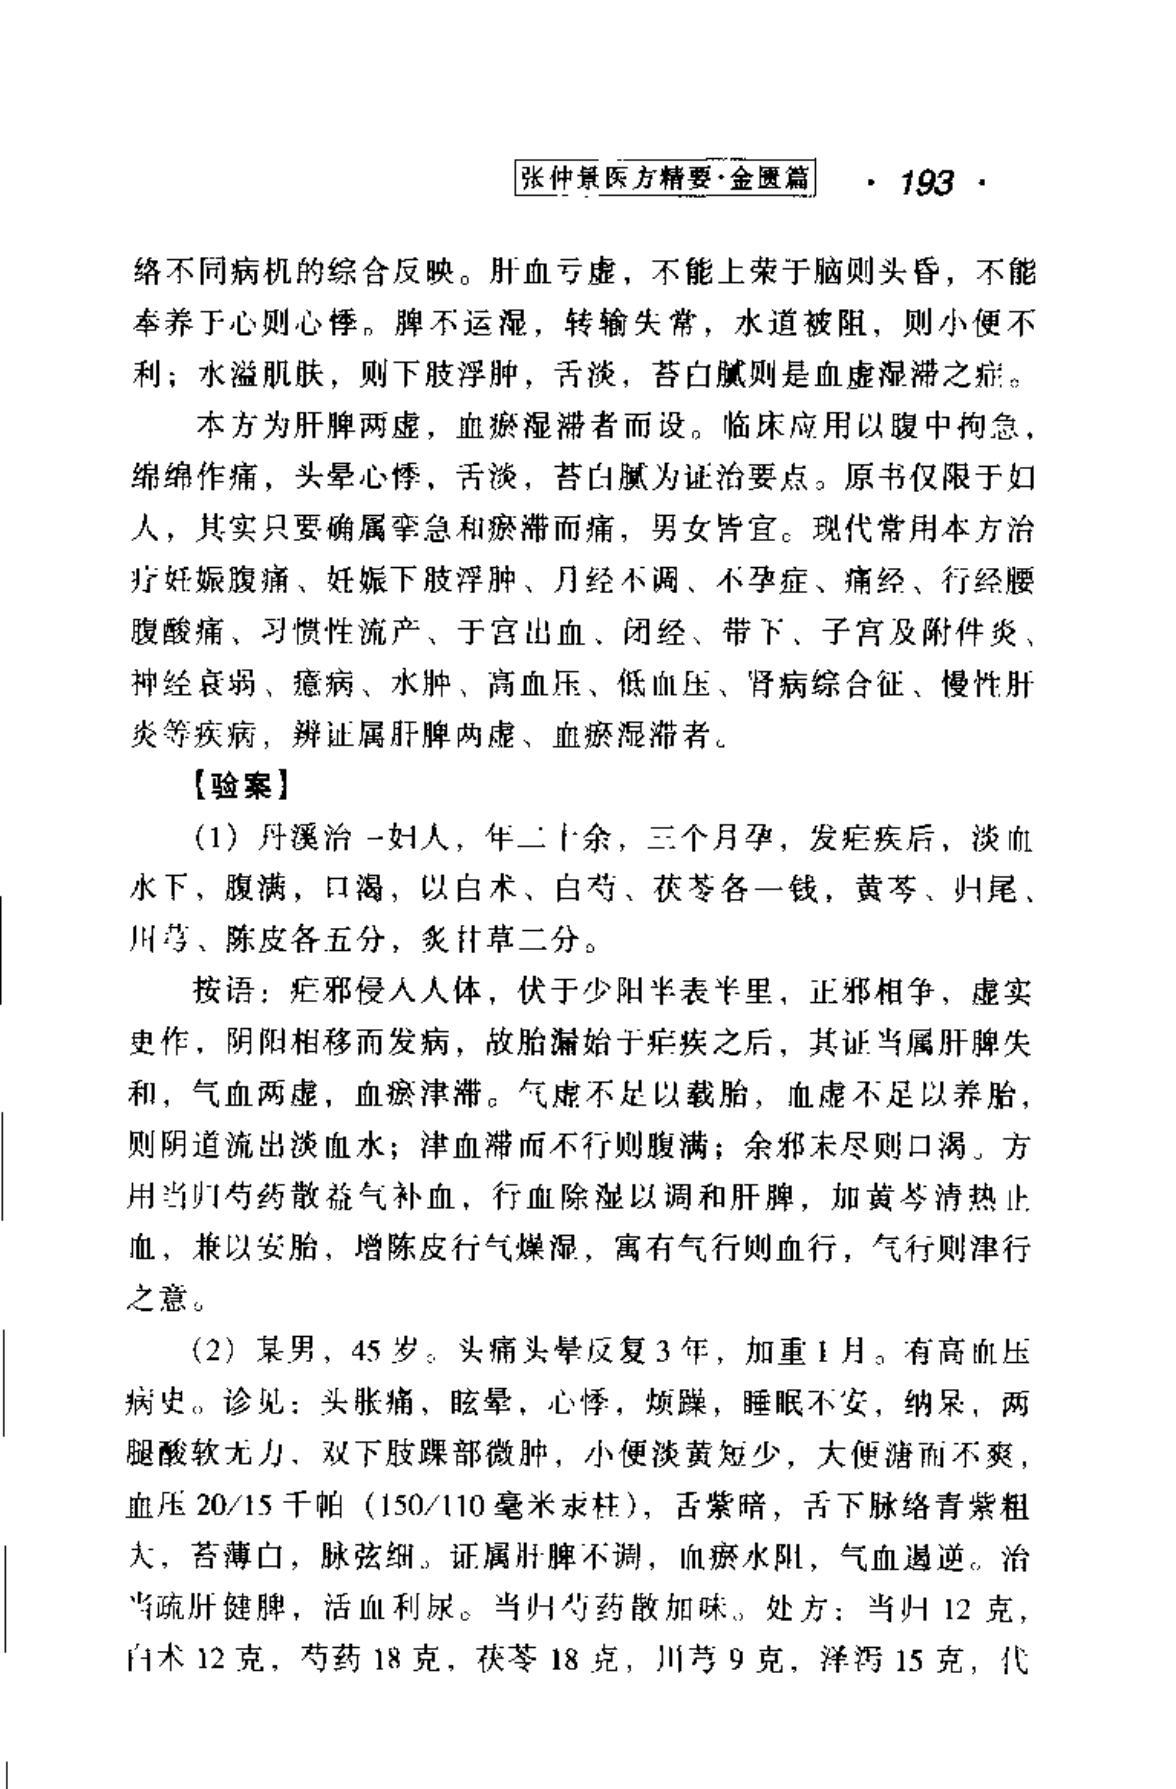 张仲景医方精要·金匮篇 · 193 ·
络不同病机的综合反映。肝血亏虚，不能上荣于脑则头昏，不能
奉养于心则心悸。脾不运湿，转输失常，水道被阻，则小便不
利；水溢肌肤，则下肢浮肿，舌淡，苔白腻则是血虚湿滞之症。
本方为肝脾两虚，血瘀湿滞者而设。临床应用以腹中拘急，
绵绵作痛，头晕心悸，舌淡，苔白腻为证治要点。原书仅限于妇
人，其实只要确属挛急和瘀滞而痛，男女皆宜。现代常用本方治
疗妊娠腹痛、妊娠下肢浮肿、月经不调、不孕症、痛经、行经腰
腹酸痛、习惯性流产、子宫出血、闭经、带下、子宫及附件炎、
神经衰弱、癔病、水肿、高血压、低血压、肾病综合征、慢性肝
炎等疾病，辨证属肝脾两虚、血瘀湿滞者。
【验案】
（1）丹溪治一妇人，年二十余，三个月孕，发疟疾后，淡血
水下，腹满，口渴，以白术、白芍、茯苓各一钱，黄芩、归尾、
川芎、陈皮各五分，炙甘草二分。
按语：疟邪侵入人体，伏于少阳半表半里，正邪相争，虚实
更作，阴阳相移而发病，故胎漏始于疟疾之后，其证当属肝脾失
和，气血两虚，血瘀津滞。气虚不足以载胎，血虚不足以养胎，
则阴道流出淡血水；津血滞而不行则腹满；余邪未尽则口渴。方
用当归芍药散益气补血，行血除湿以调和肝脾，加黄芩清热止
血，兼以安胎，增陈皮行气燥湿，寓有气行则血行，气行则津行
之意。
（2）某男，45 岁。头痛头晕反复 3 年，加重 1 月。有高血压
病史。诊见：头胀痛，眩晕，心悸，烦躁，睡眠不安，纳呆，两
腿酸软无力，双下肢踝部微肿，小便淡黄短少，大便溏而不爽，
血压 20/15 千帕（150/110 毫米汞柱），舌紫暗，舌下脉络青紫粗
大，苔薄白，脉弦细。证属肝脾不调，血瘀水阻，气血遏逆。治
当疏肝健脾，活血利尿。当归芍药散加味。处方：当归 12 克，
白术 12 克，芍药 18 克，茯苓 18 克，川芎 9 克，泽泻 15 克，代